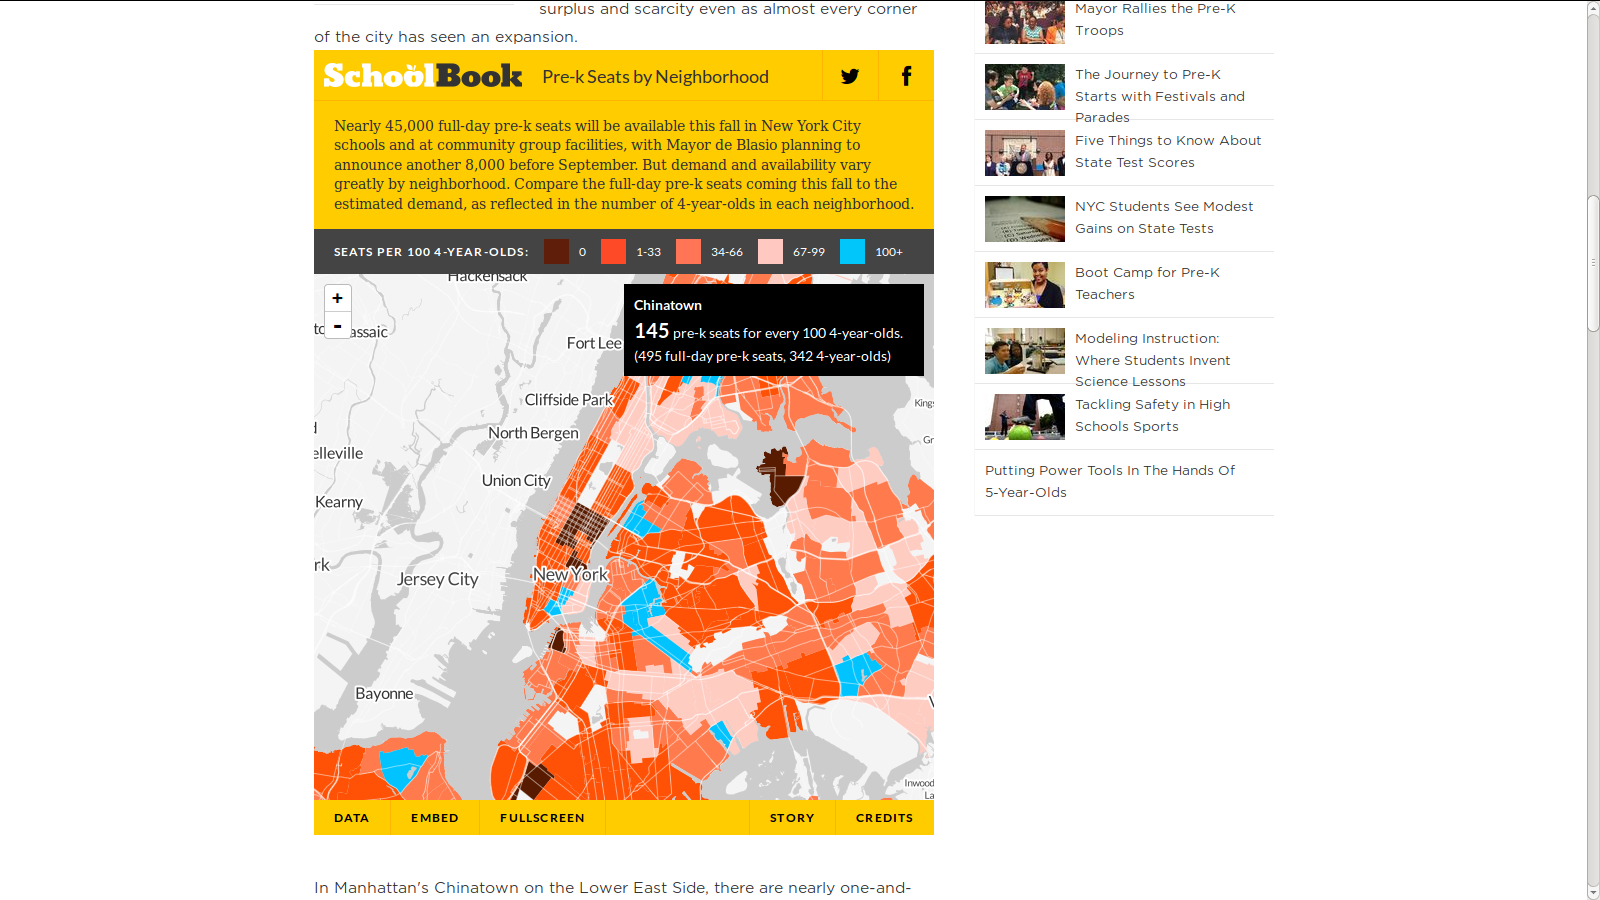 surplus and scarcity even as almost every corner
of the city has seen an expansion.
SchoolBook
Pre-k Seats by Neighborhood
Nearly 45,000 full-day pre-k seats will be available this fall in New York City
schools and at community group facilities, with Mayor de Blasio planning to
announce another 8,000 before September. But demand and availability vary
greatly by neighborhood. Compare the full-day pre-k seats coming this fall to the
estimated demand, as reflected in the number of 4-year-olds in each neighborhood.
SEATS PER 100 4-YEAR-OLDS: 0 1-33 34-66 67-99 100+
Hackensack
+
-
assaic
Fort Lee
Chinatown
145 pre-k seats for every 100 4-year-olds.
(495 full-day pre-k seats, 342 4-year-olds)
Cliffside Park
Kings
North Bergen
Gr
elleville
Union City
Kearny
rk
Jersey City
New York
Bayonne
Inwood
La
DATA EMBED FULLSCREEN STORY CREDITS
In Manhattan's Chinatown on the Lower East Side, there are nearly one-and-
Mayor Rallies the Pre-K
Troops
The Journey to Pre-K
Starts with Festivals and
Parades
Five Things to Know About
State Test Scores
NYC Students See Modest
Gains on State Tests
Boot Camp for Pre-K
Teachers
Modeling Instruction:
Where Students Invent
Science Lessons
Tackling Safety in High
Schools Sports
Putting Power Tools In The Hands Of
5-Year-Olds